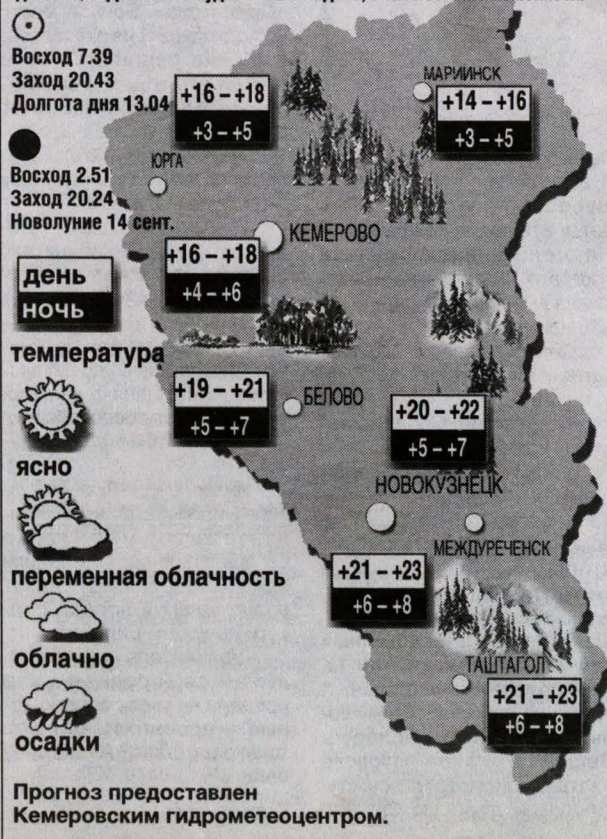 Восход 7.39
Заход 20.43
Долгота дня 13.04
+16 – +18
+3 – +5
МАРИИНСК
+14 – +16
+3 – +5
ЮРГА
Восход 2.51
Заход 20.24
Новолуние 14 сент.
КЕМЕРОВО
+16 – +18
+4 – +6
день
ночь
температура
+19 – +21
+5 – +7
БЕЛОВО
+20 – +22
+5 – +7
ясно
НОВОКУЗНЕЦК
МЕЖДУРЕЧЕНСК
переменная облачность
+21 – +23
+6 – +8
облачно
ТАШТАГОЛ
+21 – +23
+6 – +8
осадки
Прогноз предоставлен
Кемеровским гидрометеоцентром.